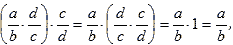 (a/b · d/c) · c/d = a/b · (d/c · c/d) = a/b · 1 = a/b,